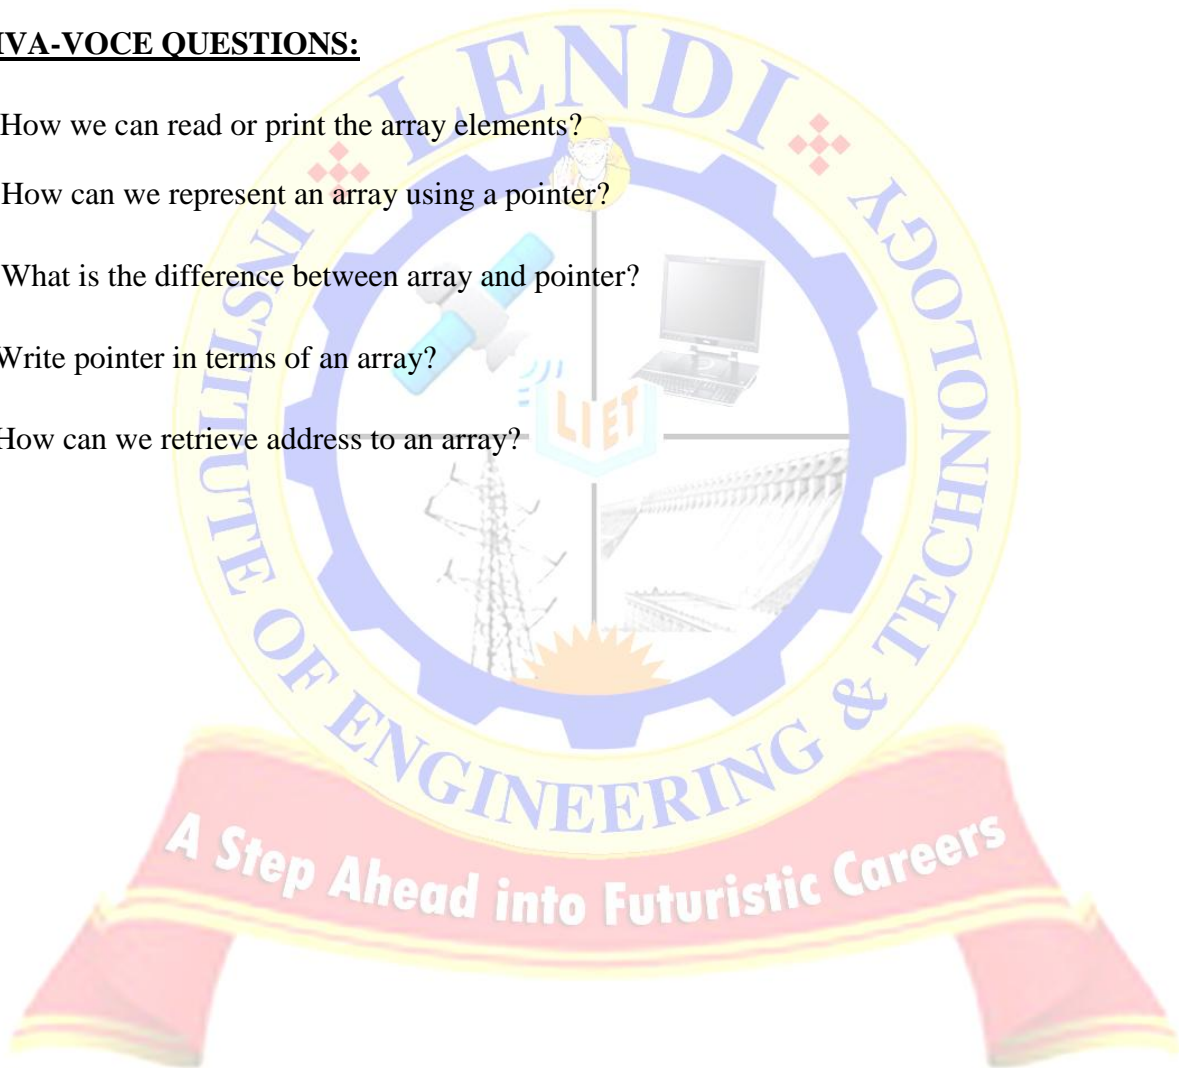 IVA-VOCE QUESTIONS:
How we can read or print the array elements?
How can we represent an array using a pointer?
What is the difference between array and pointer?
Write pointer in terms of an array?
How can we retrieve address to an array?
LENDI INSTITUTE OF ENGINEERING & TECHNOLOGY
LIET
A Step Ahead into Futuristic Careers